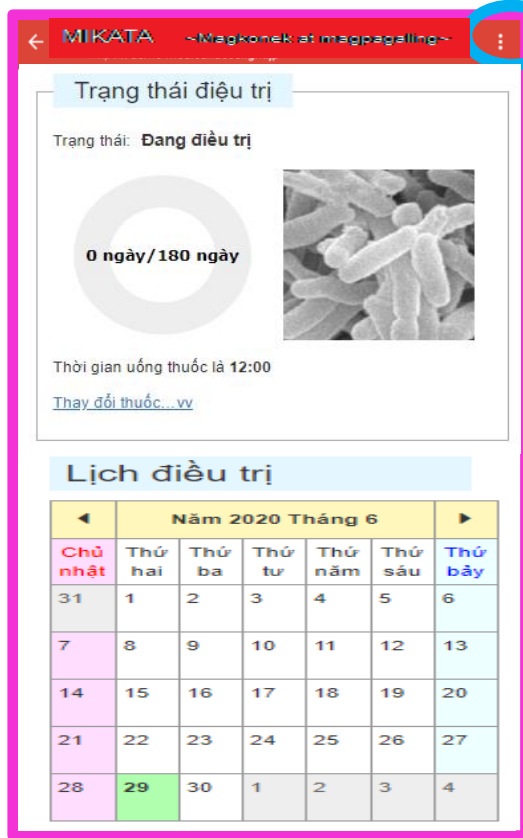 MIKATA ~Magkonek at magpagaling~
Trạng thái điệu trị
Trạng thái: Đang điều trị
0 ngày/180 ngày
Thời gian uống thuốc là 12:00
Thay đổi thuốc...vv
Lịch điều trị
Năm 2020 Tháng 6
Chủ nhật Thứ hai Thứ ba Thứ tư Thứ năm Thứ sáu Thứ bảy
31 1 2 3 4 5 6
7 8 9 10 11 12 13
14 15 16 17 18 19 20
21 22 23 24 25 26 27
28 29 30 1 2 3 4